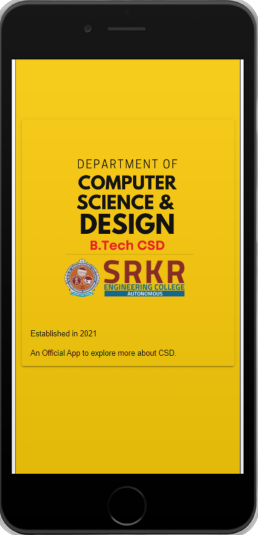 DEPARTMENT OF
COMPUTER
SCIENCE &
DESIGN
B.Tech CSD
SRKR
ENGINEERING COLLEGE
AUTONOMOUS
Established in 2021
An Official App to explore more about CSD.